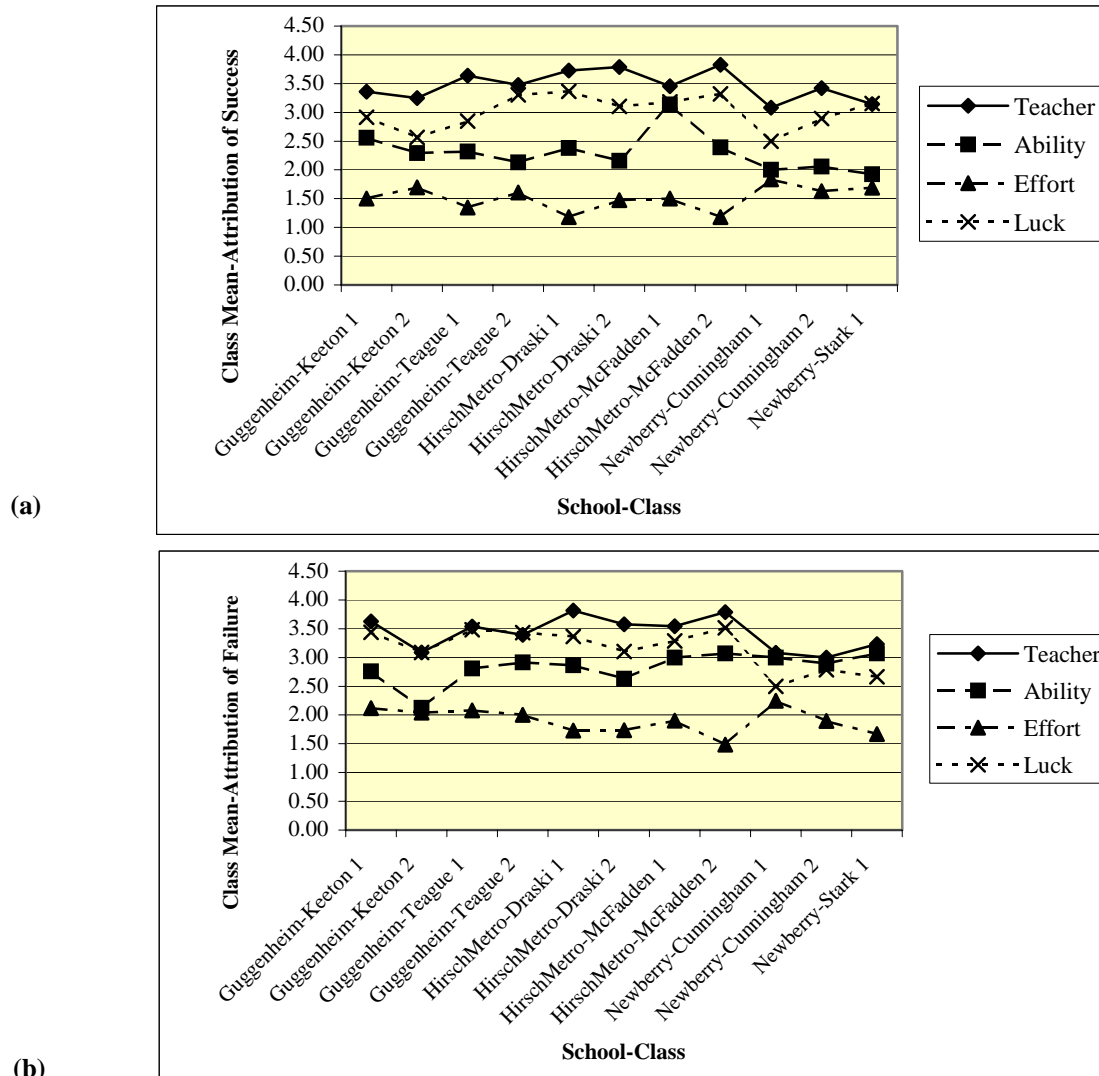 4.50
4.00
3.50
3.00
2.50
2.00
1.50
1.00
0.50
0.00
Class Mean-Attribution of Success
Guggenheim-Keeton 1
Guggenheim-Keeton 2
Guggenheim-Teague 1
Guggenheim-Teague 2
HirschMetro-Draski 1
HirschMetro-Draski 2
HirschMetro-McFadden 1
HirschMetro-McFadden 2
Newberry-Cunningham 1
Newberry-Cunningham 2
Newberry-Stark 1
School-Class
Teacher
Ability
Effort
Luck
(a)
4.50
4.00
3.50
3.00
2.50
2.00
1.50
1.00
0.50
0.00
Class Mean-Attribution of Failure
Guggenheim-Keeton 1
Guggenheim-Keeton 2
Guggenheim-Teague 1
Guggenheim-Teague 2
HirschMetro-Draski 1
HirschMetro-Draski 2
HirschMetro-McFadden 1
HirschMetro-McFadden 2
Newberry-Cunningham 1
Newberry-Cunningham 2
Newberry-Stark 1
School-Class
Teacher
Ability
Effort
Luck
(b)